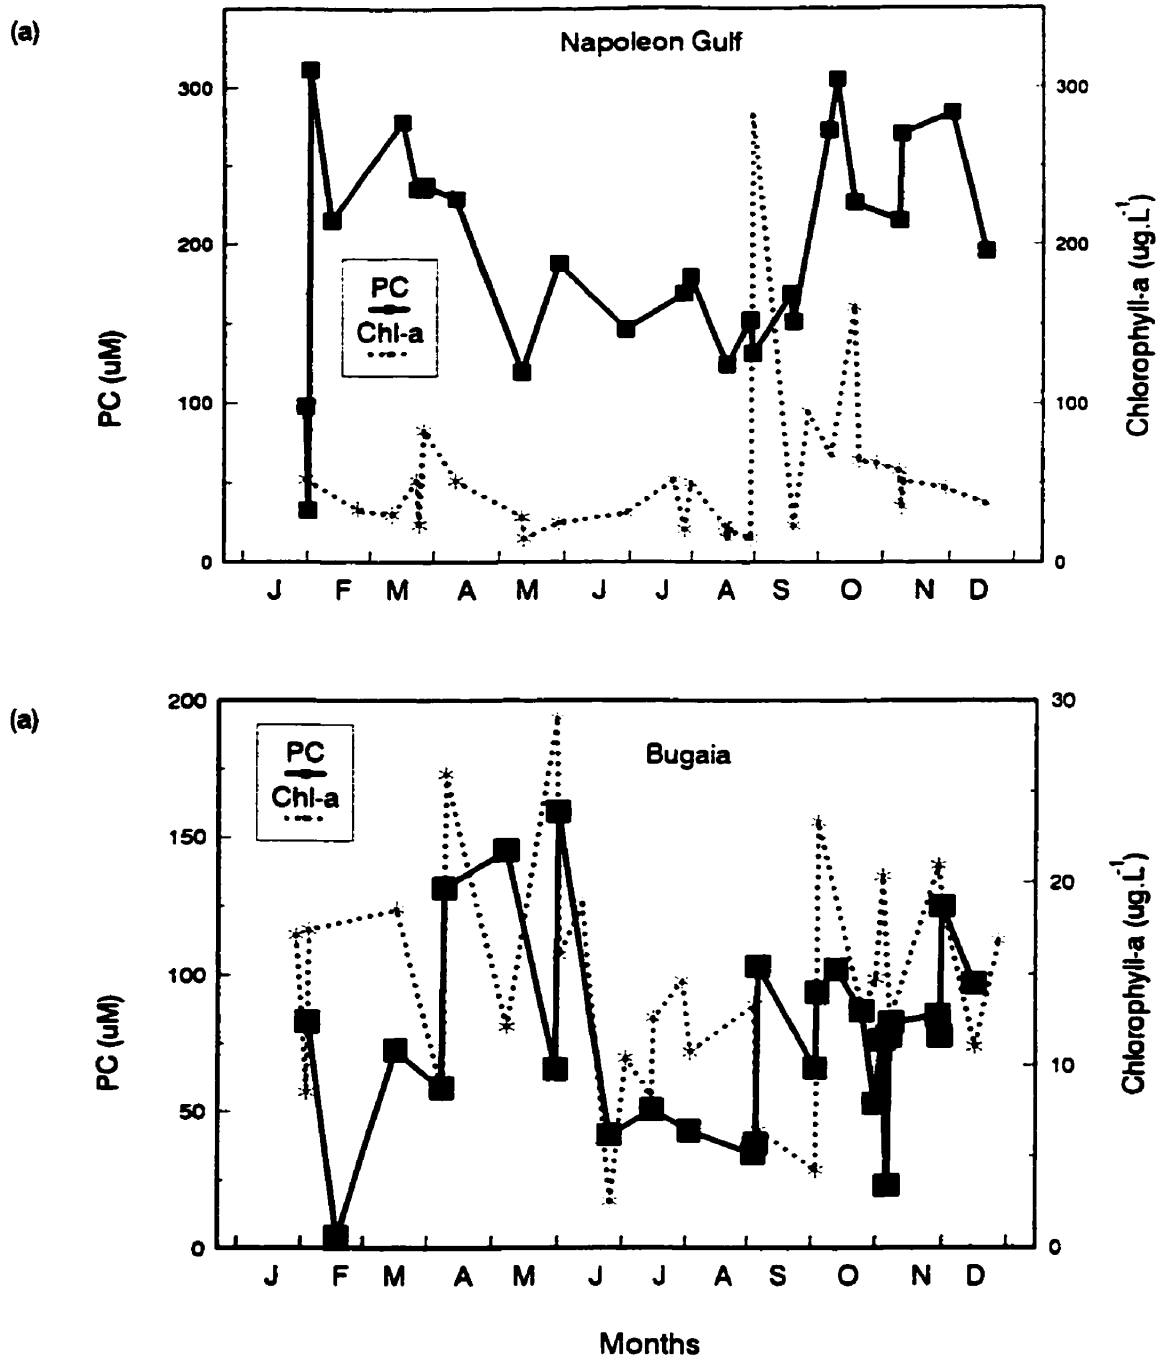 (a)
Napoleon Gulf
300
200
100
0
300
200
100
0
PC (uM)
Chlorophyll-a (ug.L-1)
PC
Chl-a
J F M A M J J A S O N D
(a)
Bugaia
200
150
100
50
0
30
20
10
0
PC (uM)
Chlorophyll-a (ug.L-1)
PC
Chl-a
J F M A M J J A S O N D
Months